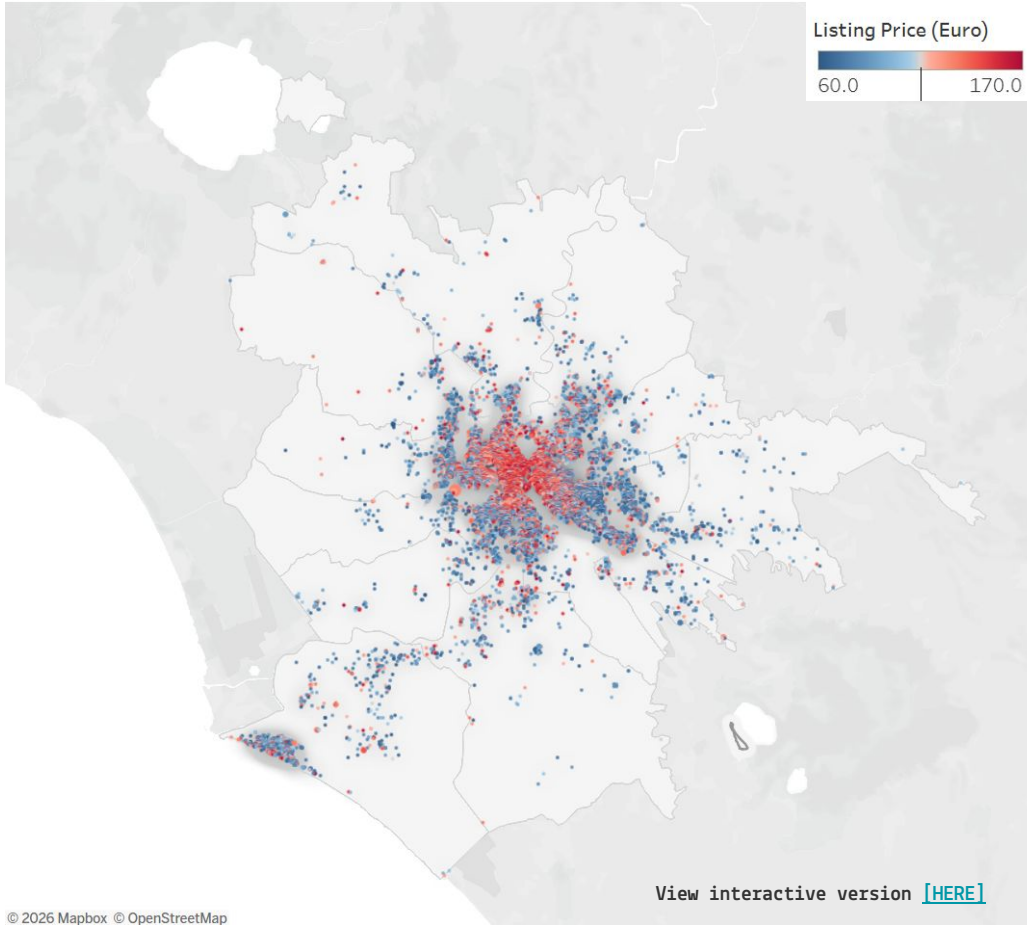 Listing Price (Euro)
60.0 170.0
View interactive version [HERE]
© 2026 Mapbox © OpenStreetMap